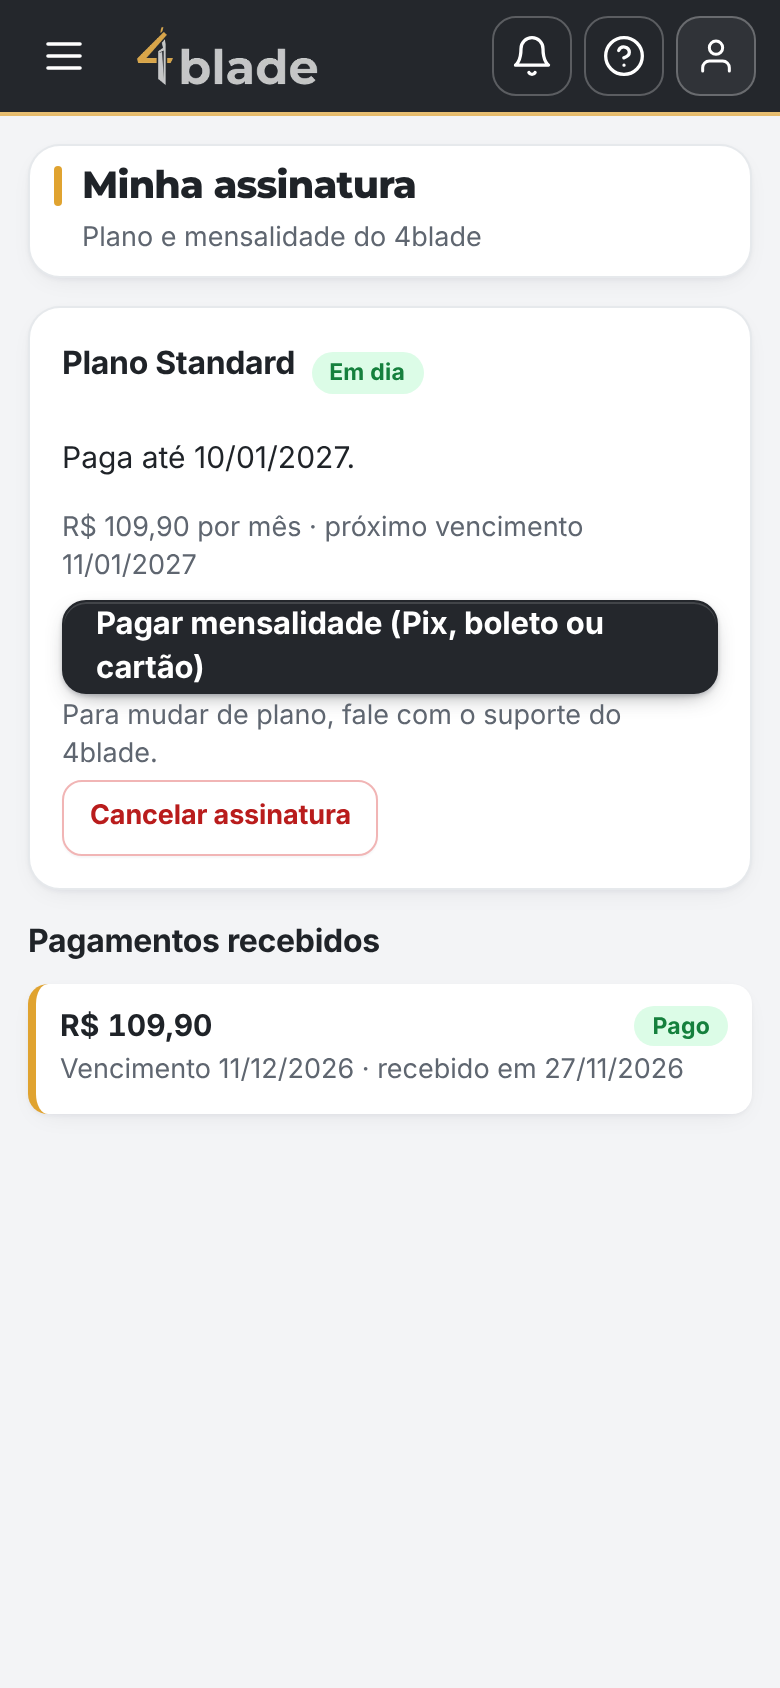 4blade
Minha assinatura
Plano e mensalidade do 4blade
Plano Standard
Em dia
Paga até 10/01/2027.
R$ 109,90 por mês · próximo vencimento
11/01/2027
Pagar mensalidade (Pix, boleto ou
cartão)
Para mudar de plano, fale com o suporte do
4blade.
Cancelar assinatura
Pagamentos recebidos
R$ 109,90
Pago
Vencimento 11/12/2026 · recebido em 27/11/2026